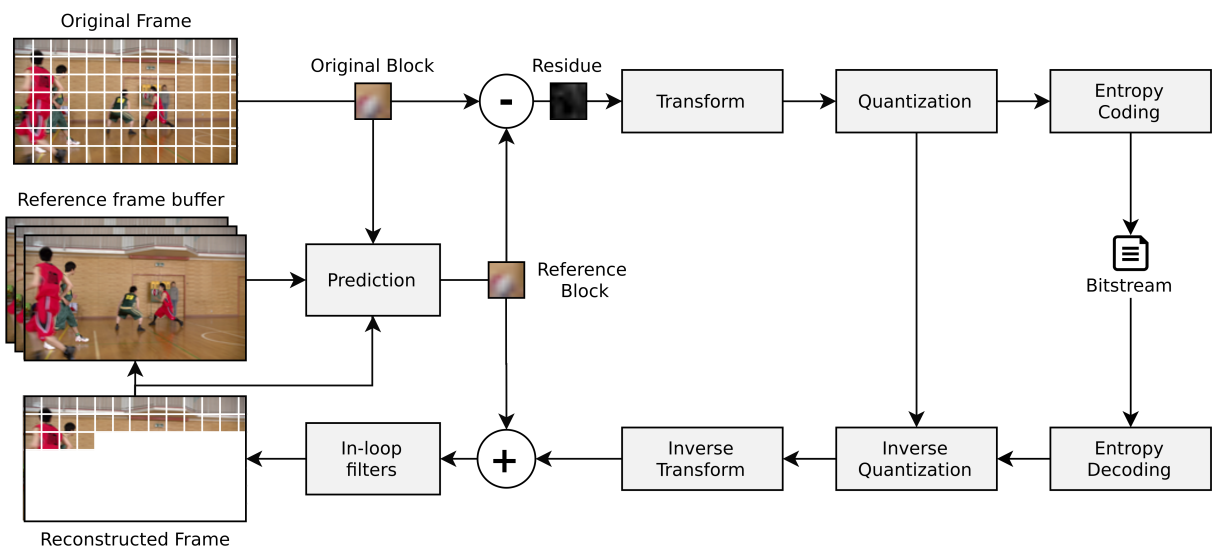 Original Frame
Original Block
Residue
-
Transform
Quantization
Entropy
Coding
Reference frame buffer
Prediction
Reference
Block
Bitstream
In-loop
filters
+
Inverse
Transform
Inverse
Quantization
Entropy
Decoding
Reconstructed Frame